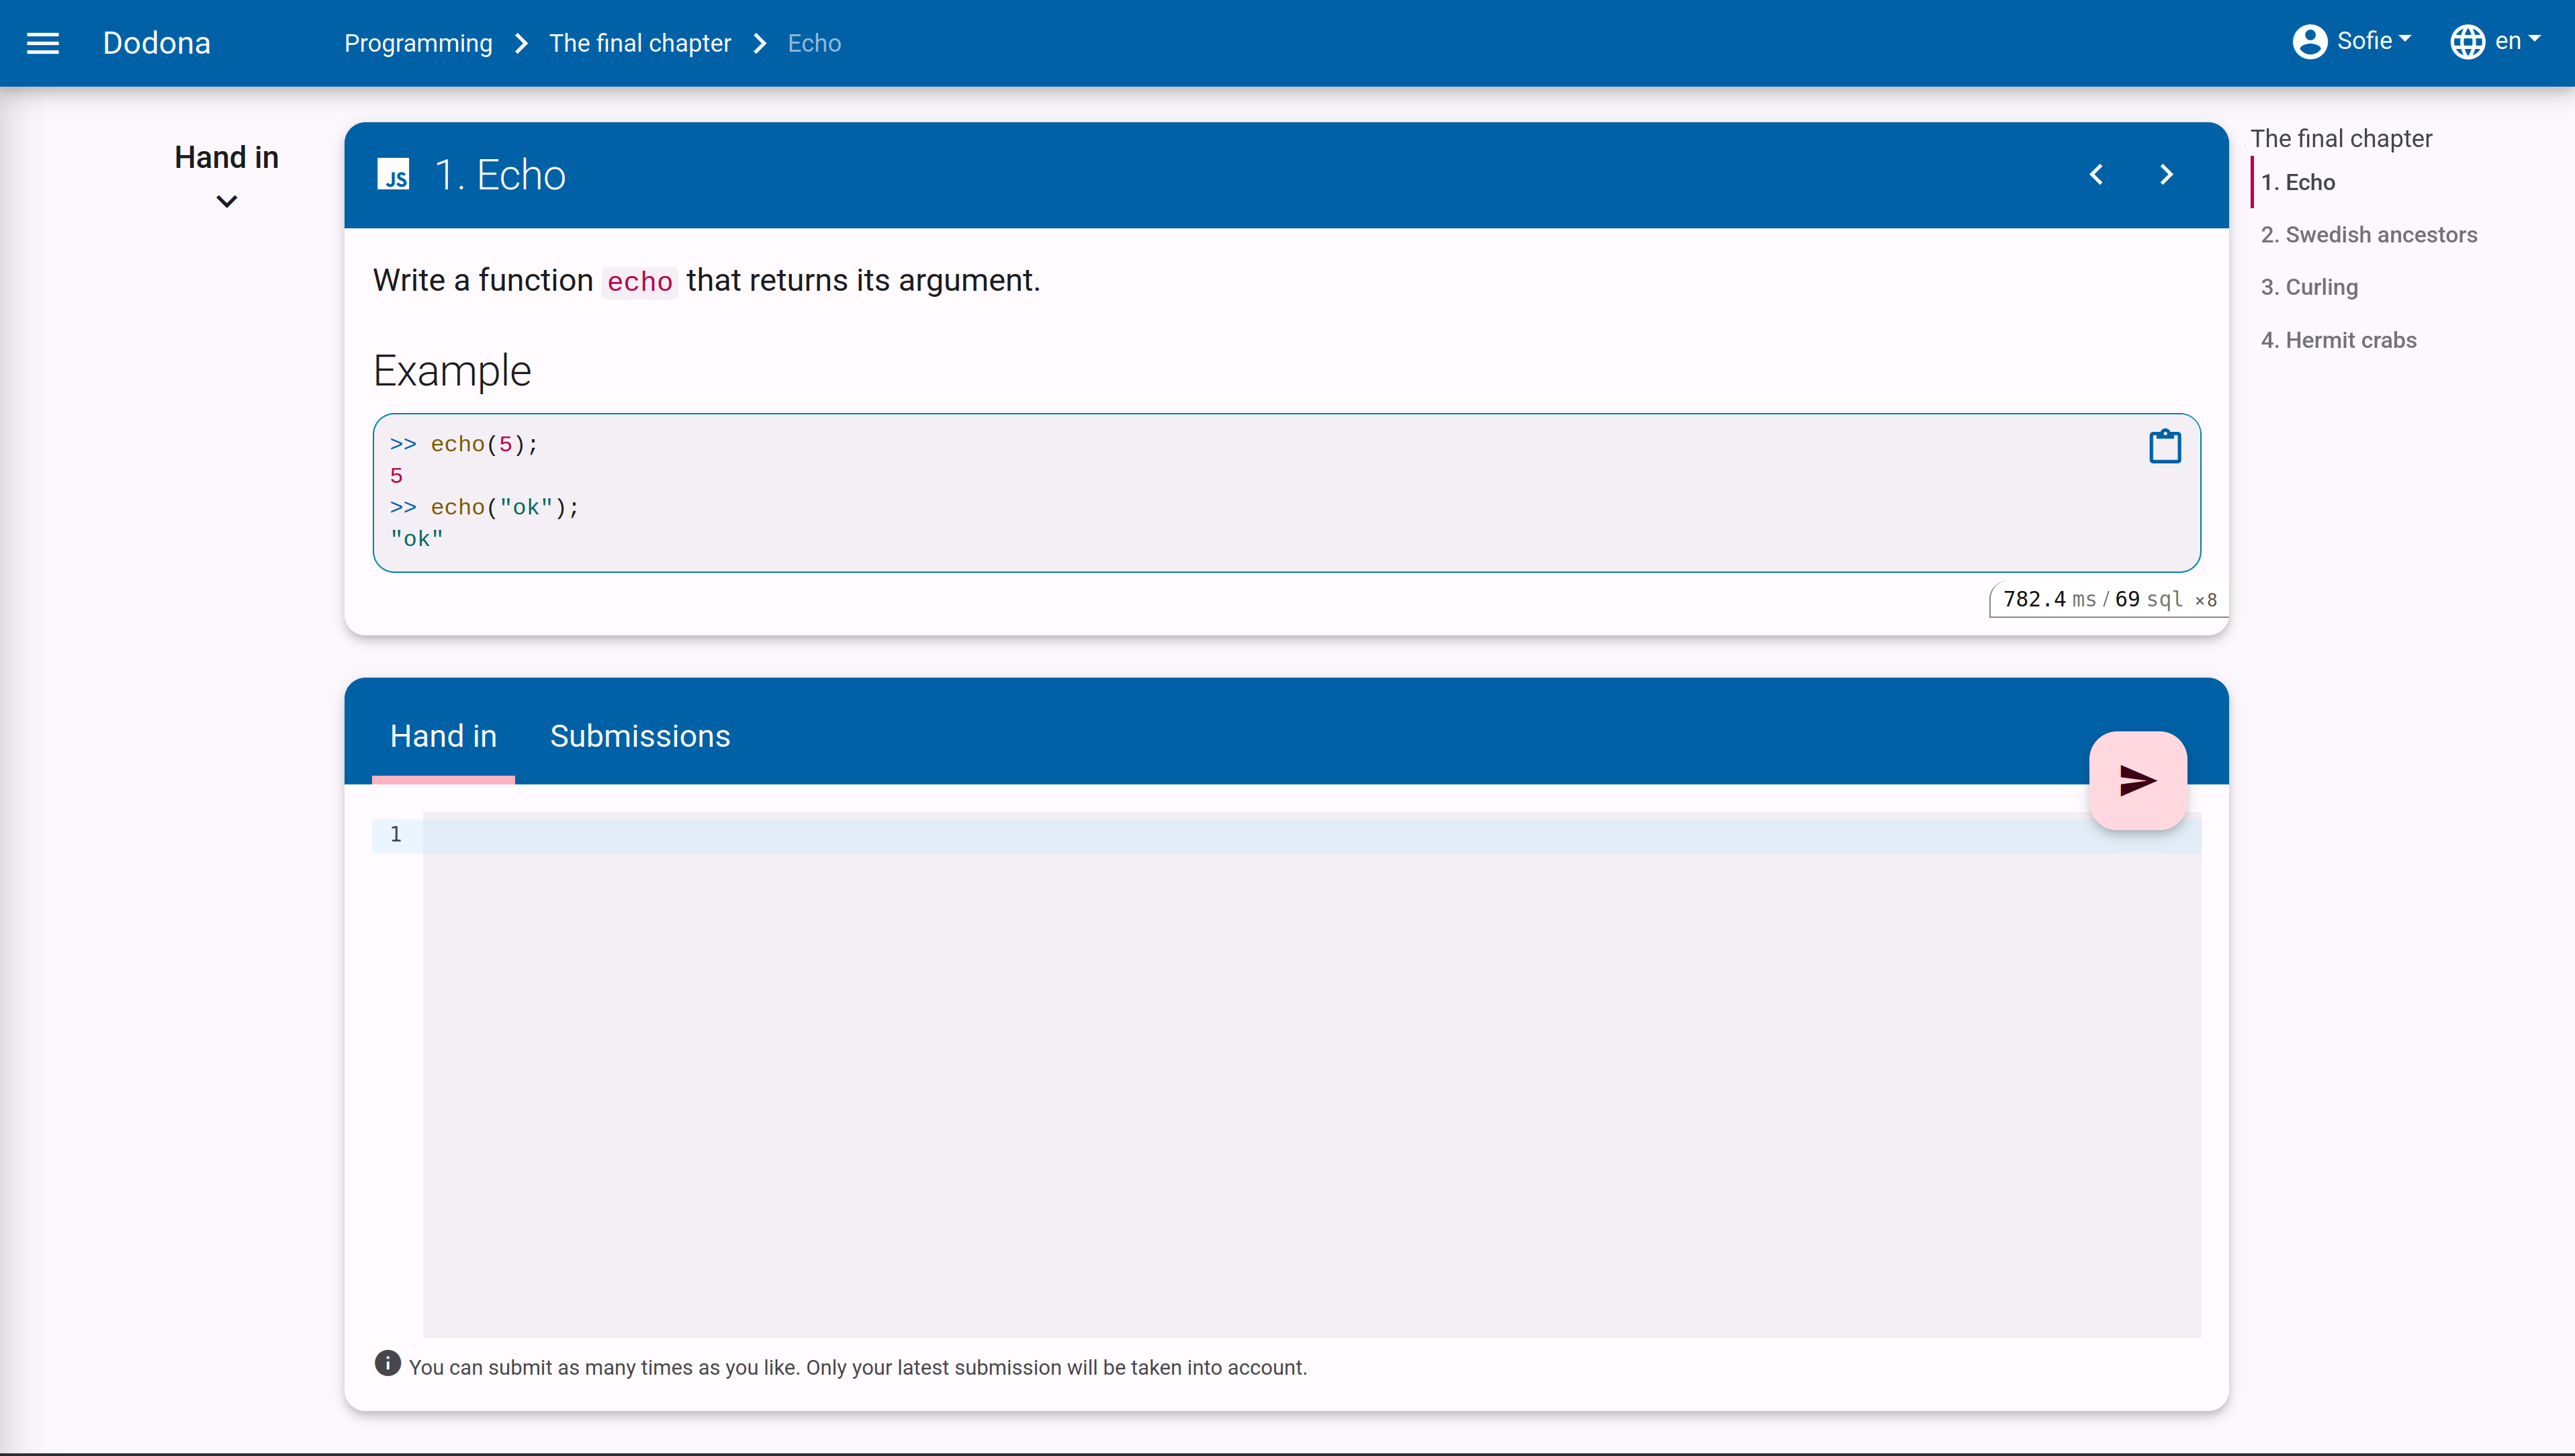 Dodona Programming The final chapter Echo Sofie en
Hand in
JS 1. Echo
Write a function echo that returns its argument.
Example
>> echo(5);
5
>> echo("ok");
"ok"
782.4 ms / 69 sql ×8
The final chapter
1. Echo
2. Swedish ancestors
3. Curling
4. Hermit crabs
Hand in Submissions
1
You can submit as many times as you like. Only your latest submission will be taken into account.